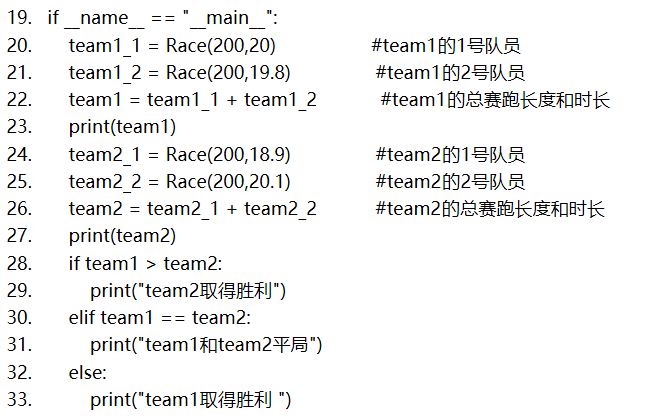 19. if __name__ == "__main__":
20. team1_1 = Race(200,20) #team1的1号队员
21. team1_2 = Race(200,19.8) #team1的2号队员
22. team1 = team1_1 + team1_2 #team1的总赛跑长度和时长
23. print(team1)
24. team2_1 = Race(200,18.9) #team2的1号队员
25. team2_2 = Race(200,20.1) #team2的2号队员
26. team2 = team2_1 + team2_2 #team2的总赛跑长度和时长
27. print(team2)
28. if team1 > team2:
29. print("team2取得胜利")
30. elif team1 == team2:
31. print("team1和team2平局")
32. else:
33. print("team1取得胜利 ")